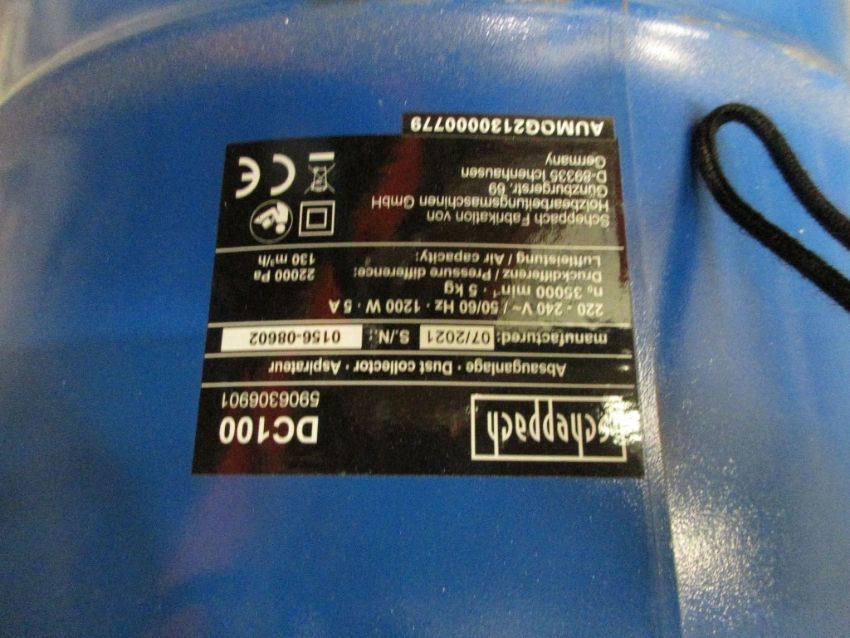 scheppach
DC100
5906306901
Absauganlage · Dust collector · Aspirateur
manufactured: 07/2021 S./N.: 0156-08602
220 - 240 V~ / 50/60 Hz · 1200 W · 5 A
n₀ 35000 min⁻¹ · 5 kg
Druckdifferenz / Pressure difference: 22000 Pa
Luftleistung / Air capacity: 130 m³/h
Scheppach Fabrikation von
Holzbearbeitungsmaschinen GmbH
Günzburgerstr. 69
D-89335 Ichenhausen
Germany
CE
AUMOQ2130000779